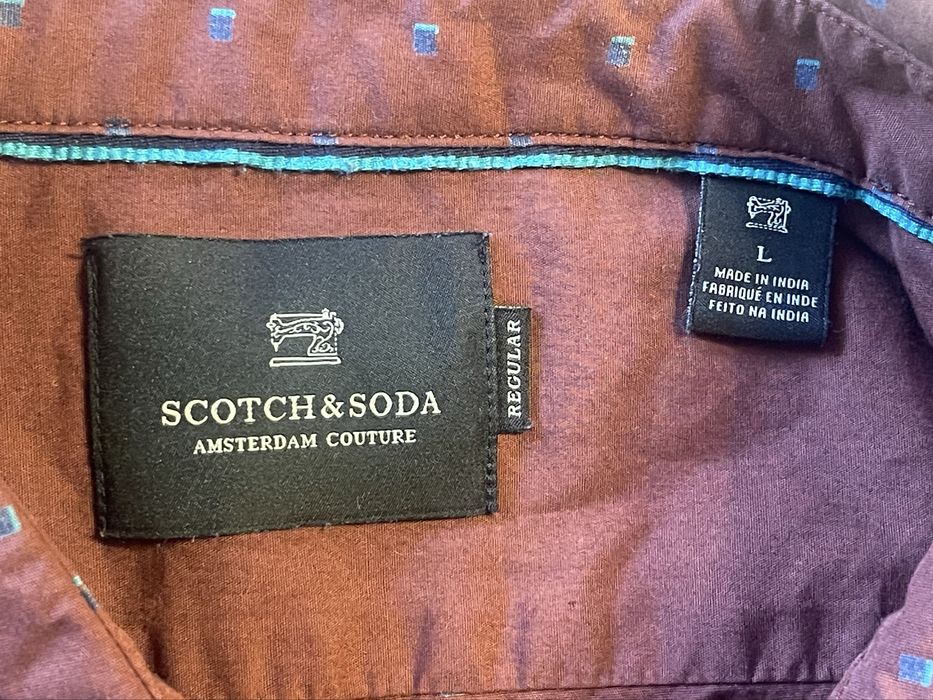 SCOTCH&SODA
AMSTERDAM COUTURE
REGULAR
L
MADE IN INDIA
FABRIQUÉ EN INDE
FEITO NA INDIA